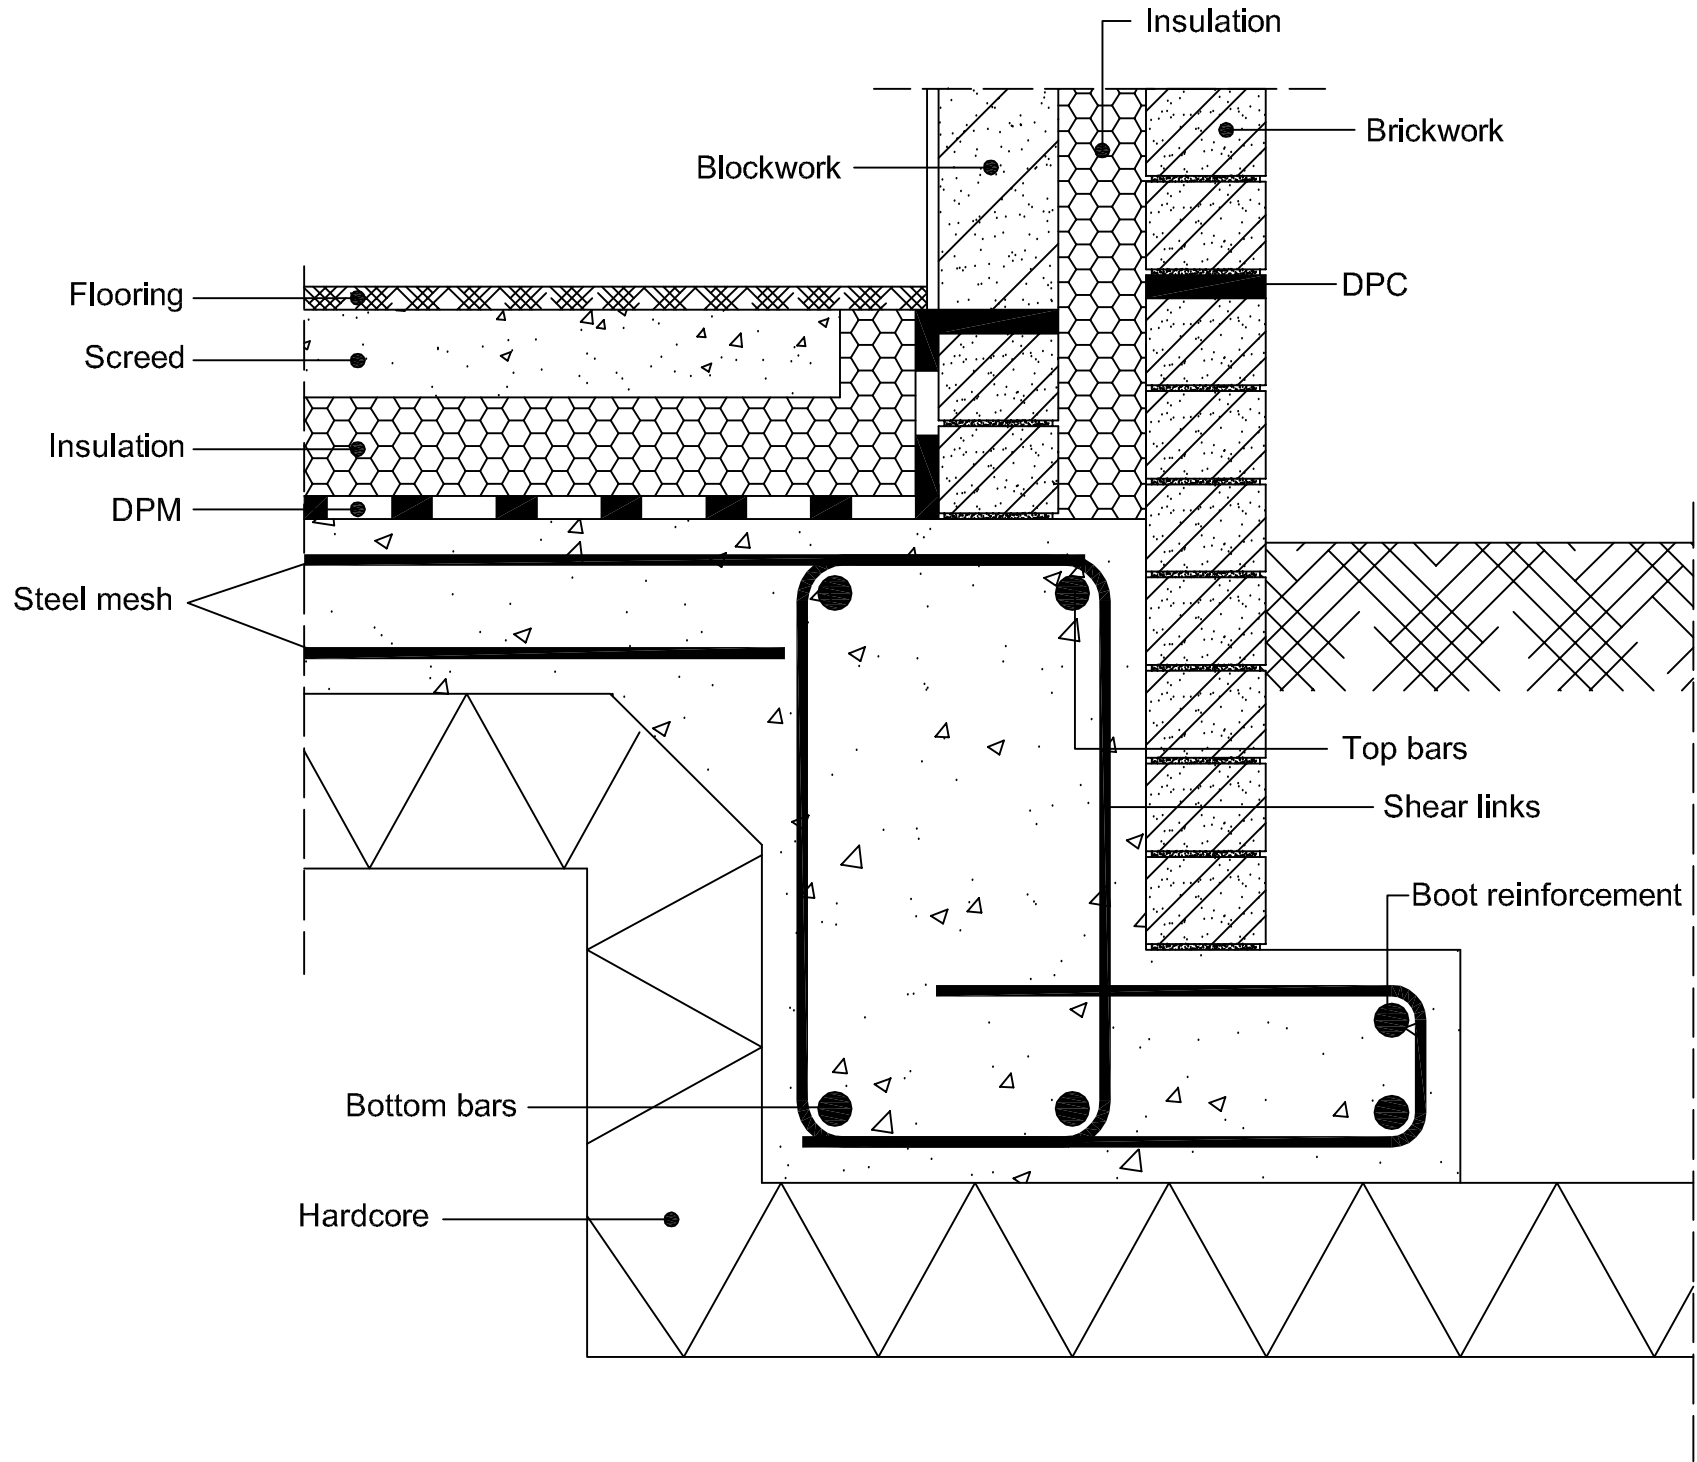 Insulation
Brickwork
Blockwork
DPC
Flooring
Screed
Insulation
DPM
Steel mesh
Top bars
Shear links
Boot reinforcement
Bottom bars
Hardcore